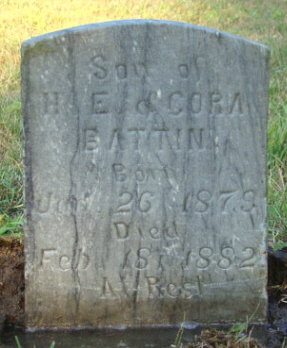 Son of
H. E. & CORA
BATTIN
Born
26 1873
Died
Feb. 18, 1882
At Rest